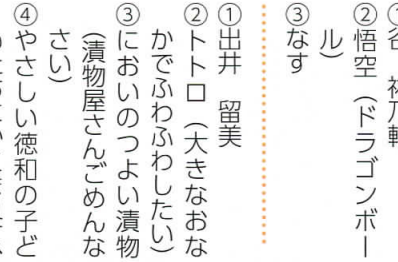 ①谷
②悟空（ドラゴンボー
ル）
③なす
①出井　留美
②トトロ（大きなおな
かでふわふわしたい）
③においのつよい漬物
（漬物屋さんごめんな
さい）
④やさしい徳和の子ど